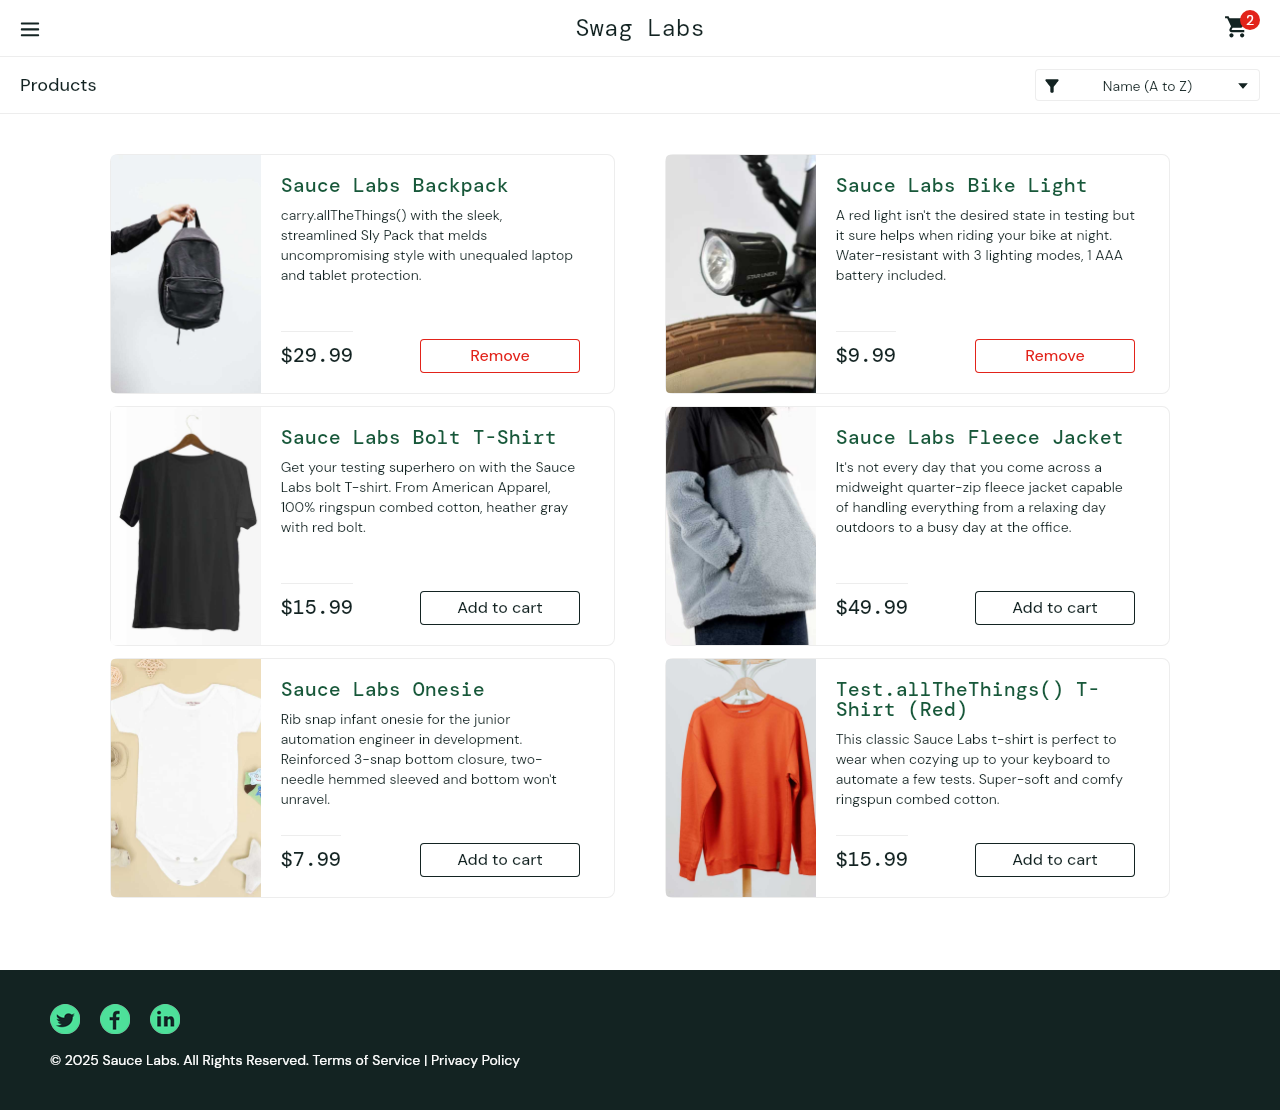 Swag Labs
2
Products
Name (A to Z)
Sauce Labs Backpack
carry.allTheThings() with the sleek,
streamlined Sly Pack that melds
uncompromising style with unequaled laptop
and tablet protection.
$29.99
Remove
Sauce Labs Bike Light
A red light isn't the desired state in testing but
it sure helps when riding your bike at night.
Water-resistant with 3 lighting modes, 1 AAA
battery included.
$9.99
Remove
Sauce Labs Bolt T-Shirt
Get your testing superhero on with the Sauce
Labs bolt T-shirt. From American Apparel,
100% ringspun combed cotton, heather gray
with red bolt.
$15.99
Add to cart
Sauce Labs Fleece Jacket
It's not every day that you come across a
midweight quarter-zip fleece jacket capable
of handling everything from a relaxing day
outdoors to a busy day at the office.
$49.99
Add to cart
Sauce Labs Onesie
Rib snap infant onesie for the junior
automation engineer in development.
Reinforced 3-snap bottom closure, two-
needle hemmed sleeved and bottom won't
unravel.
$7.99
Add to cart
Test.allTheThings() T-
Shirt (Red)
This classic Sauce Labs t-shirt is perfect to
wear when cozying up to your keyboard to
automate a few tests. Super-soft and comfy
ringspun combed cotton.
$15.99
Add to cart
© 2025 Sauce Labs. All Rights Reserved. Terms of Service | Privacy Policy